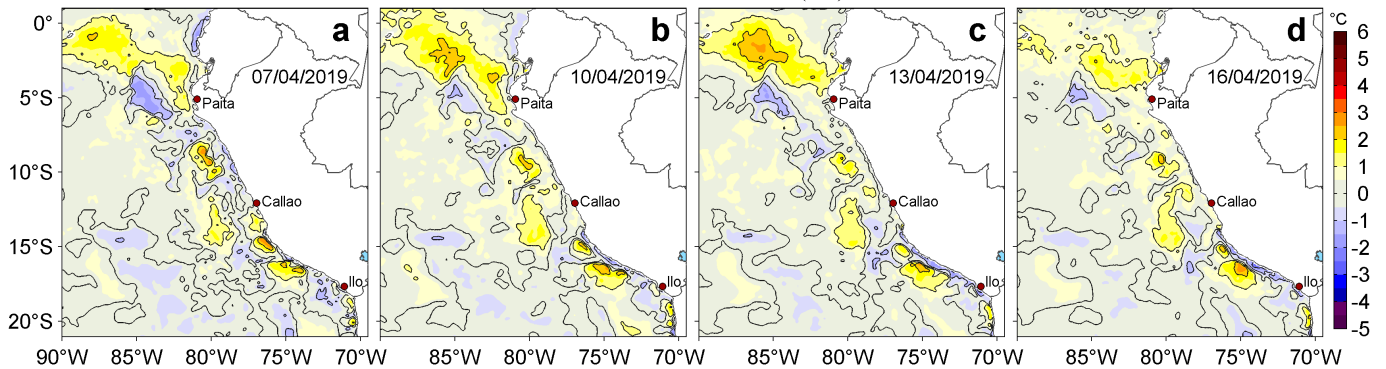 a
b
c
d
07/04/2019
10/04/2019
13/04/2019
16/04/2019
Paita
Callao
Ilo
Paita
Callao
Ilo
Paita
Callao
Ilo
Paita
Callao
Ilo
0°
5°S
10°S
15°S
20°S
90°W 85°W 80°W 75°W 70°W
85°W 80°W 75°W 70°W
85°W 80°W 75°W 70°W
85°W 80°W 75°W 70°W
°C
6
5
4
3
2
1
0
-1
-2
-3
-4
-5